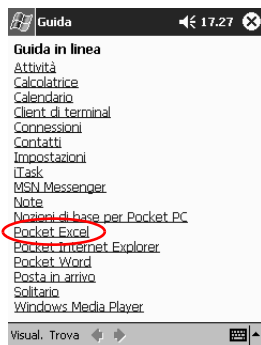 Guida 17.27
Guida in linea
Attività
Calcolatrice
Calendario
Client di terminal
Connessioni
Contatti
Impostazioni
iTask
MSN Messenger
Note
Nozioni di base per Pocket PC
Pocket Excel
Pocket Internet Explorer
Pocket Word
Posta in arrivo
Solitario
Windows Media Player
Visual. Trova